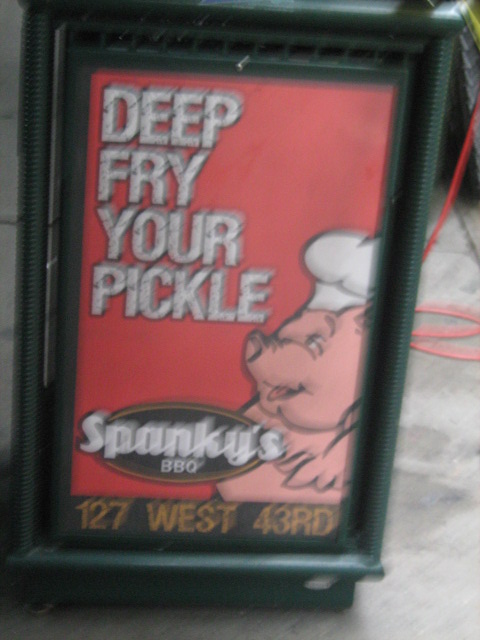 DEEP
FRY
YOUR
PICKLE
Spanky's
BBQ
127 WEST 43RD